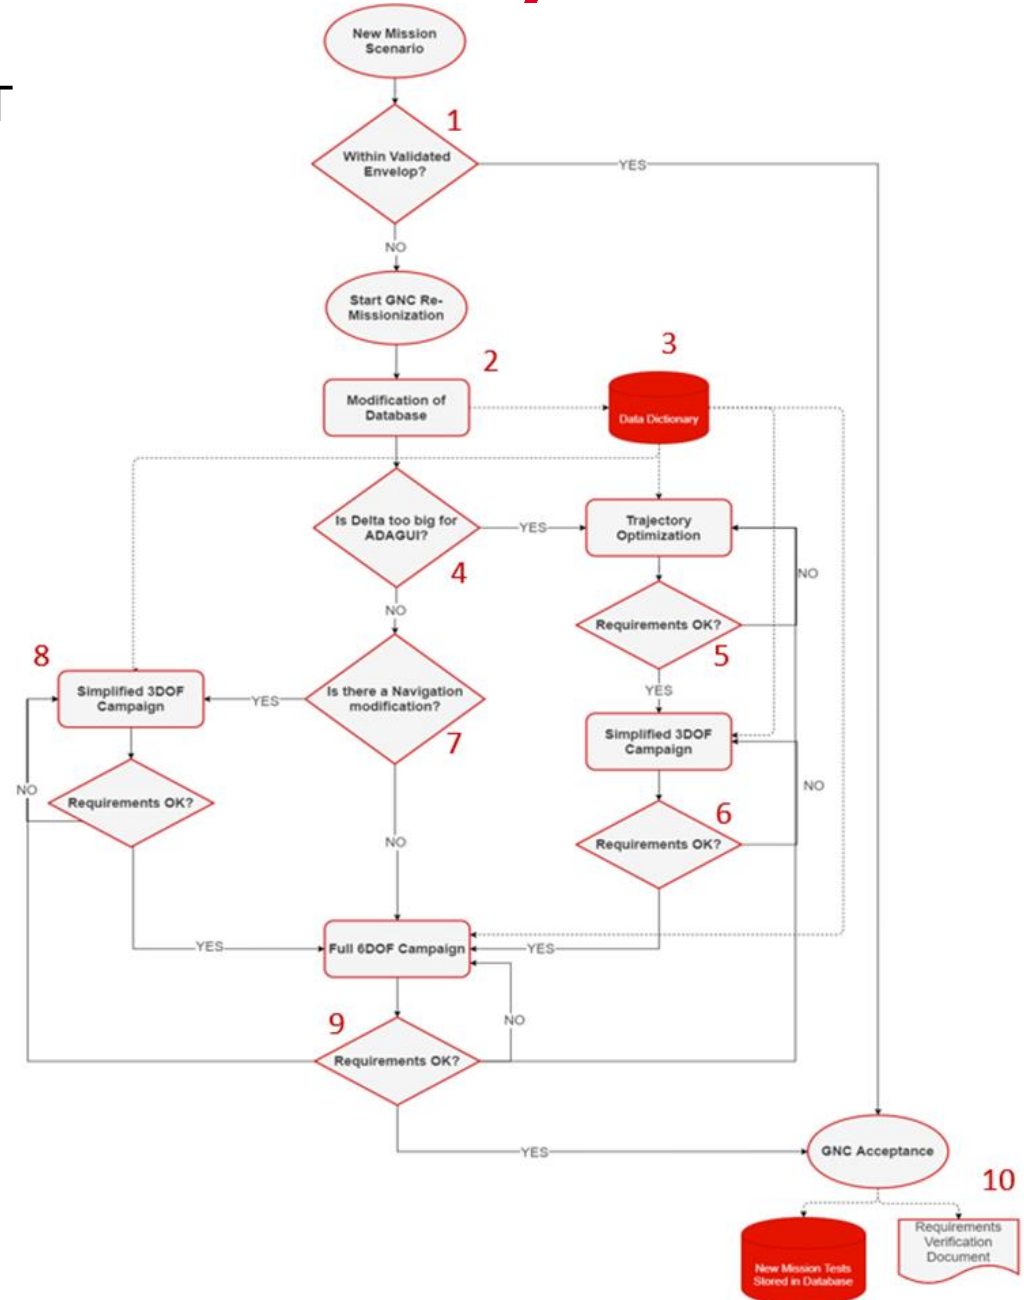 New Mission
Scenario
1
Within Validated
Envelop?
YES
NO
Start GNC Re-
Missionization
2
3
Modification of
Database
Data Dictionary
Is Delta too big for
ADAGUI?
YES
Trajectory
Optimization
4
NO
NO
Requirements OK?
5
8
Simplified 3DOF
Campaign
YES
Is there a Navigation
modification?
7
YES
Simplified 3DOF
Campaign
NO
Requirements OK?
NO
6
Requirements OK?
NO
YES
Full 6DOF Campaign
YES
NO
9
Requirements OK?
YES
GNC Acceptance
10
New Mission Tests
Stored in Database
Requirements
Verification
Document